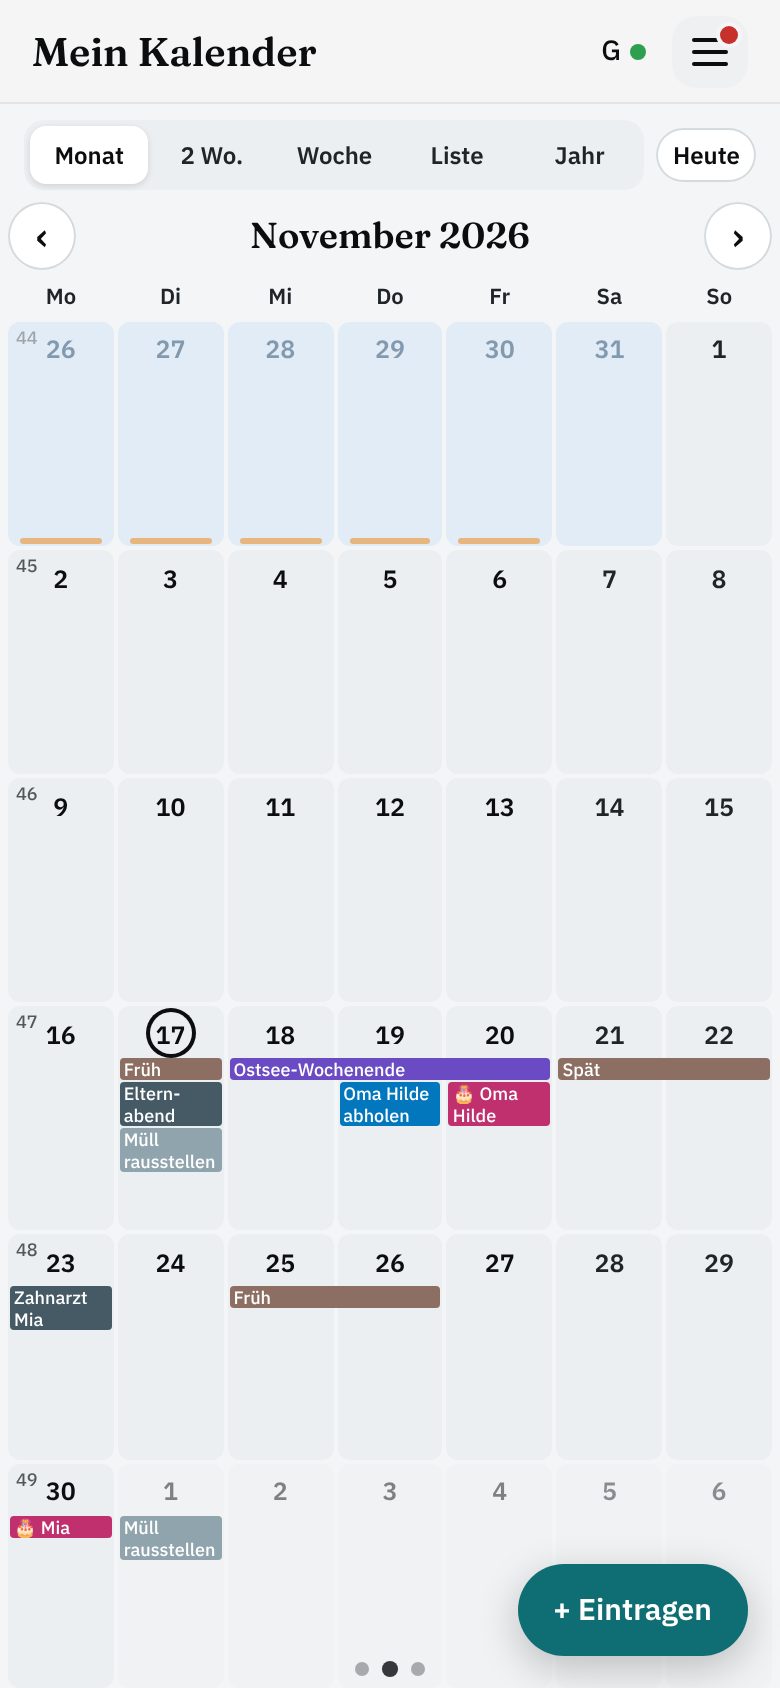 Mein Kalender
G
Monat 2 Wo. Woche Liste Jahr Heute
‹ November 2026 ›
Mo Di Mi Do Fr Sa So
44 26 27 28 29 30 31 1
45 2 3 4 5 6 7 8
46 9 10 11 12 13 14 15
47 16 17 18 19 20 21 22
Früh Ostsee-Wochenende Spät
Eltern-
abend
Oma Hilde
abholen
🎂 Oma
Hilde
Müll
rausstellen
48 23 24 25 26 27 28 29
Zahnarzt
Mia
Früh
49 30 1 2 3 4 5 6
🎂 Mia
Müll
rausstellen
+ Eintragen